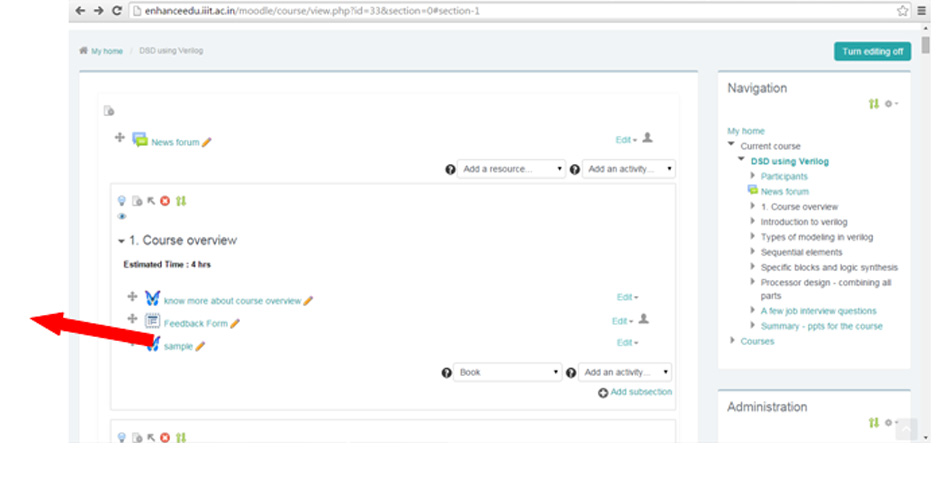 enhanceedu.iiit.ac.in/moodle/course/view.php?id=33&section=0#section-1
My home / DSD using Verilog
Turn editing off
News forum
Edit
Add a resource...
Add an activity...
1. Course overview
Estimated Time : 4 hrs
know more about course overview
Edit
Feedback Form
Edit
sample
Edit
Book
Add an activity...
Add subsection
Navigation
My home
Current course
DSD using Verilog
Participants
News forum
1. Course overview
Introduction to verilog
Types of modeling in verilog
Sequential elements
Specific blocks and logic synthesis
Processor design - combining all
parts
A few job interview questions
Summary - ppts for the course
Courses
Administration